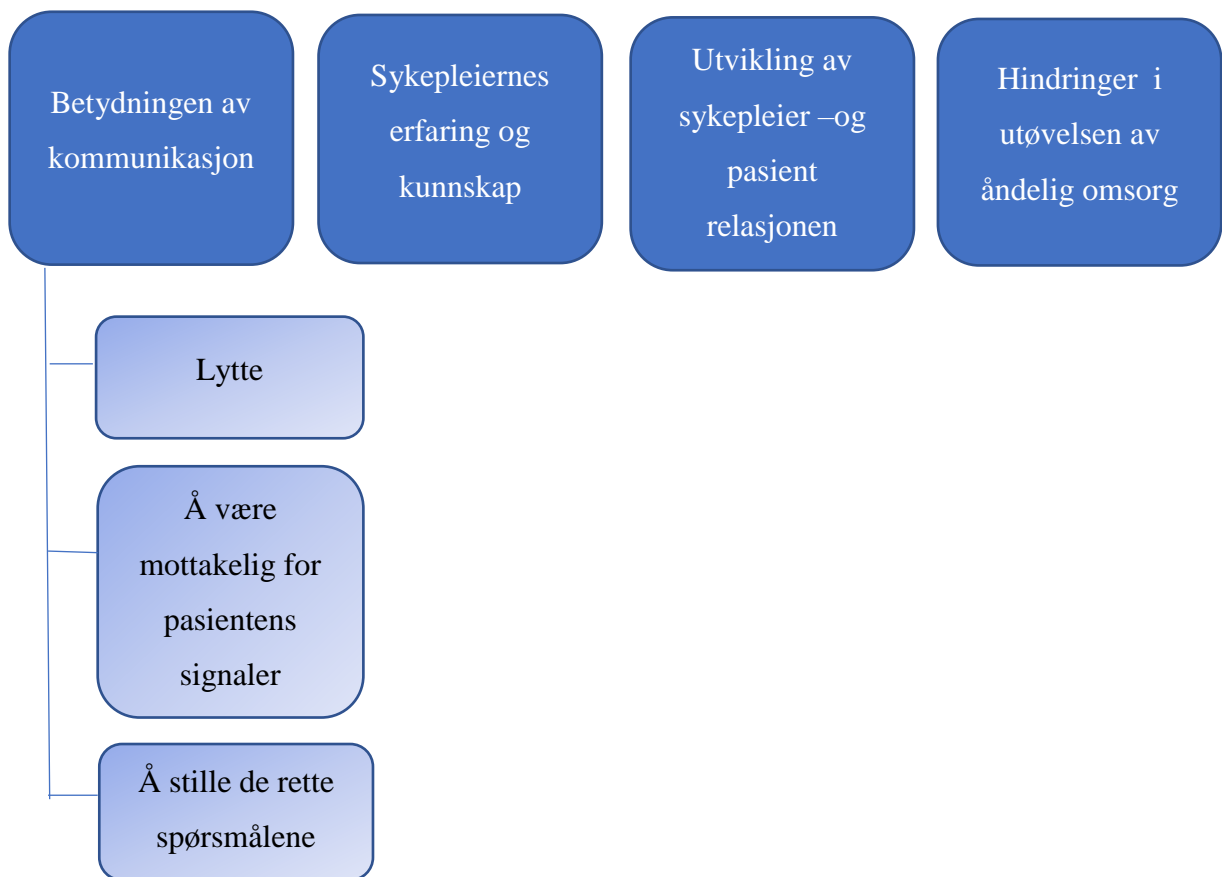 Betydningen av
kommunikasjon
Sykepleiernes
erfaring og
kunnskap
Utvikling av
sykepleier –og
pasient
relasjonen
Hindringer i
utøvelsen av
åndelig omsorg
Lytte
Å være
mottakelig for
pasientens
signaler
Å stille de rette
spørsmålene